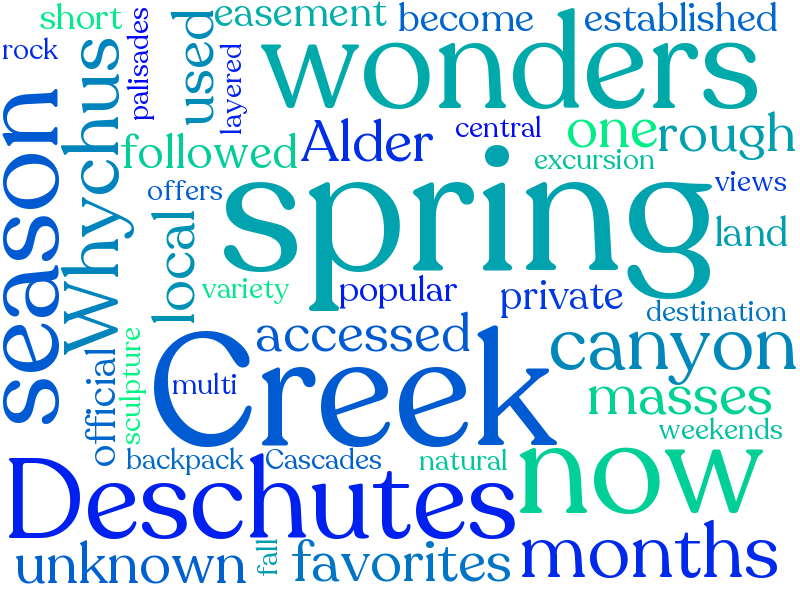 short
easement
become
established
rock
palisades
used
layered
wonders
season
Whychus
followed
Alder
central
one
rough
excursion
offers
spring
views
local
land
variety
popular
private
destination
accessed
canyon
official
sculpture
multi
Creek
masses
weekends
backpack
Cascades
natural
now
Deschutes
unknown
fall
favorites
months